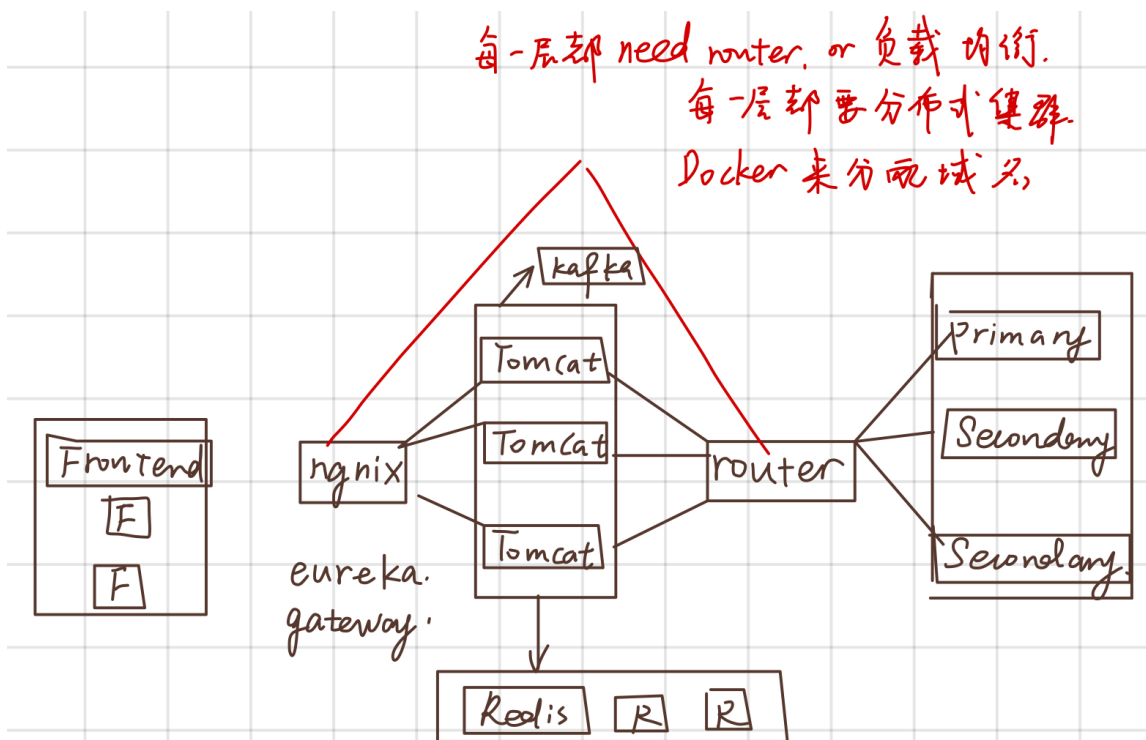 每一层都 need router. or 负载均衡.
每一层都要分布式集群.
Docker 来分配域名
kafka
Tomcat
Tomcat
Tomcat
Frontend
F
F
ngnix
eureka.
gateway.
router
Primary
Secondary
Secondary
Redis
R
R